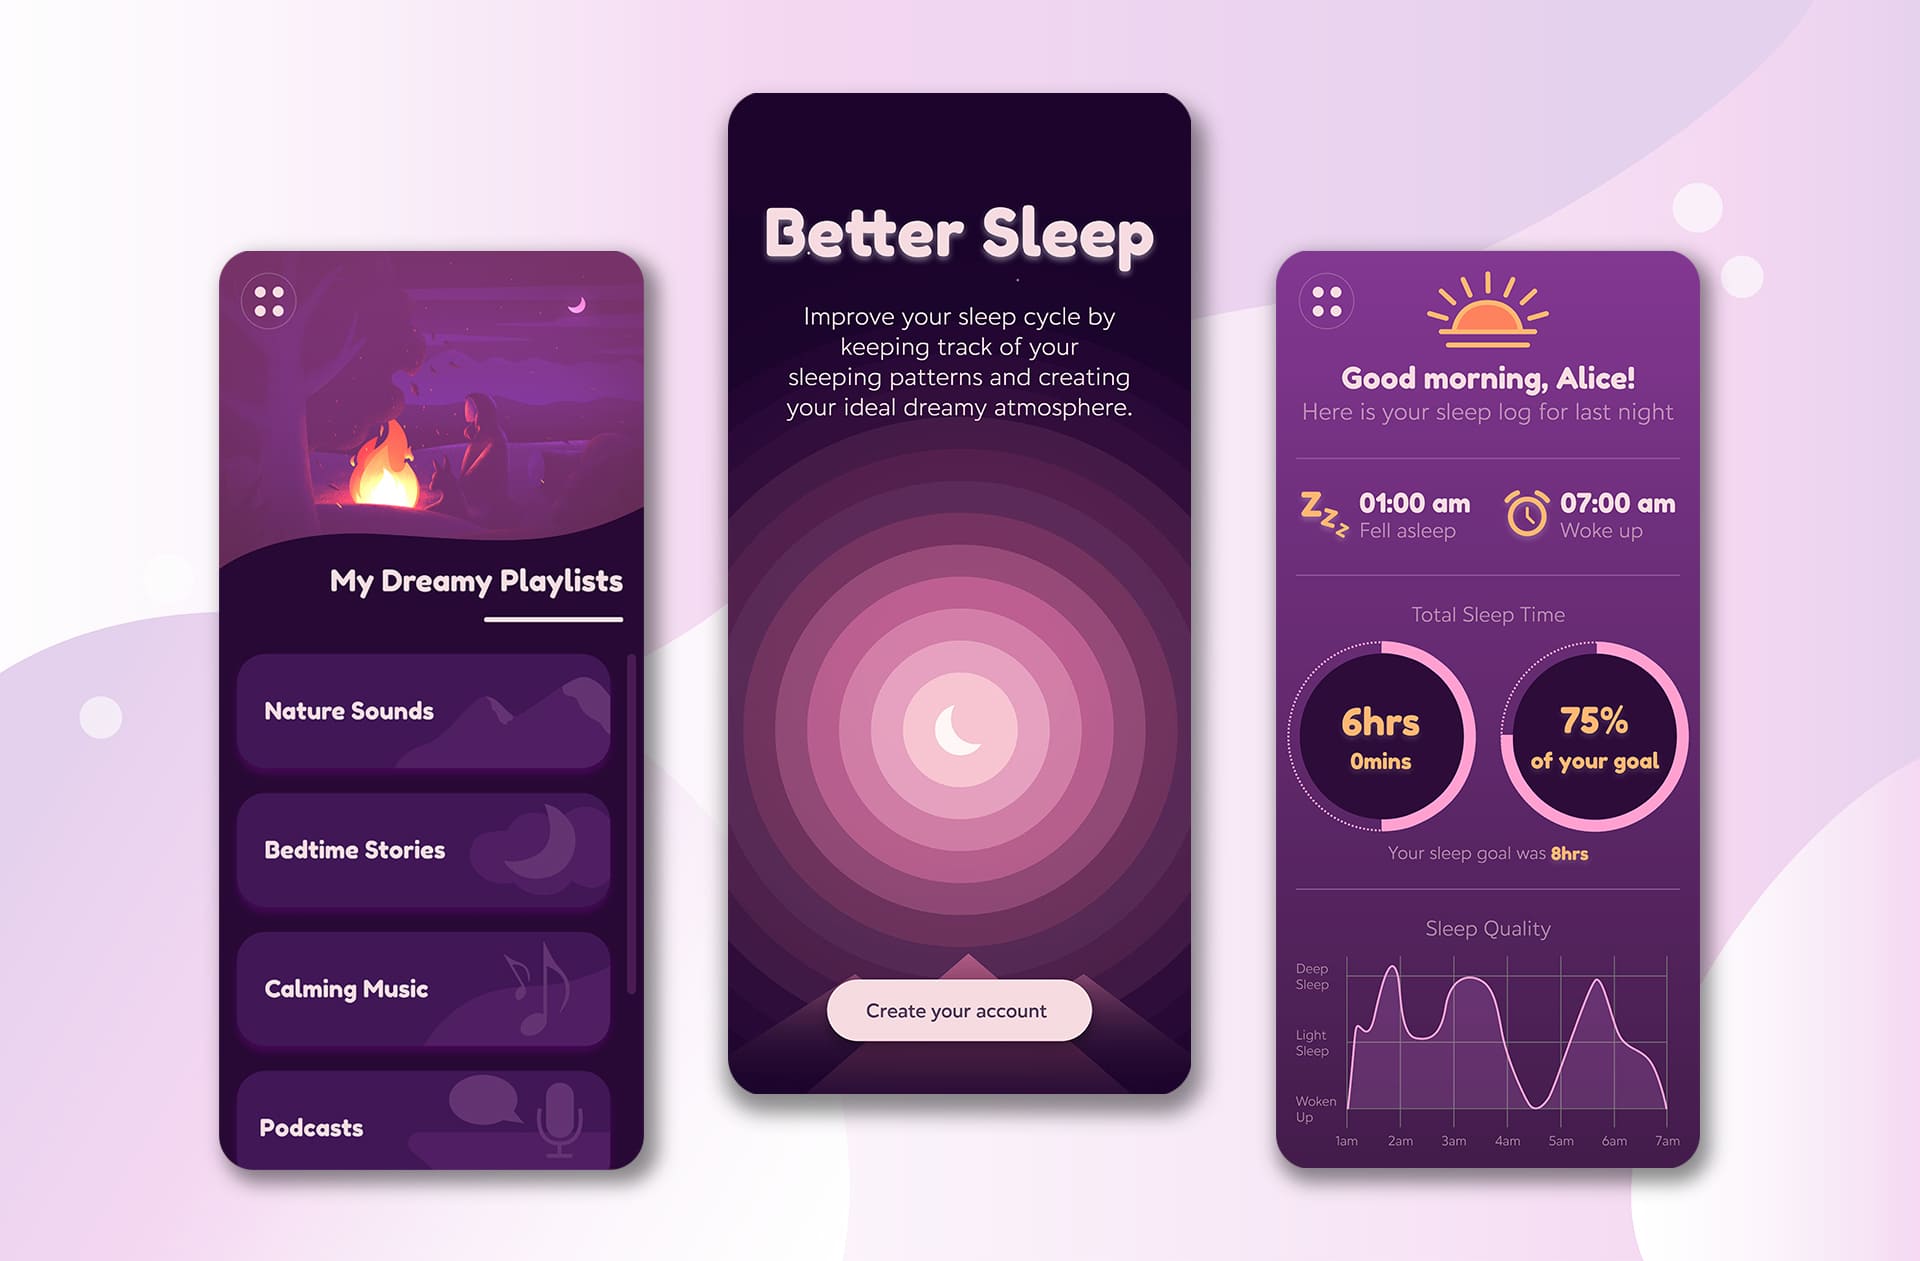 My Dreamy Playlists
Nature Sounds
Bedtime Stories
Calming Music
Podcasts
Better Sleep
Improve your sleep cycle by
keeping track of your
sleeping patterns and creating
your ideal dreamy atmosphere.
Create your account
Good morning, Alice!
Here is your sleep log for last night
Zzz
01:00 am
Fell asleep
07:00 am
Woke up
Total Sleep Time
6hrs
0mins
75%
of your goal
Your sleep goal was 8hrs
Sleep Quality
Deep
Sleep
Light
Sleep
Woken
Up
1am 2am 3am 4am 5am 6am 7am